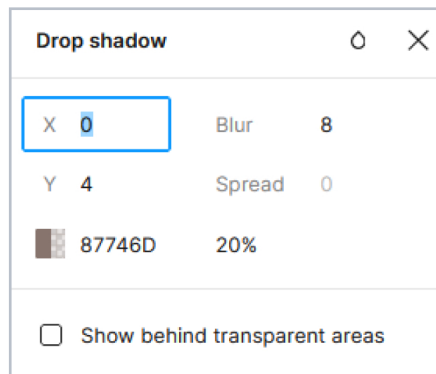 Drop shadow
X 0 Blur 8
Y 4 Spread 0
87746D 20%
Show behind transparent areas